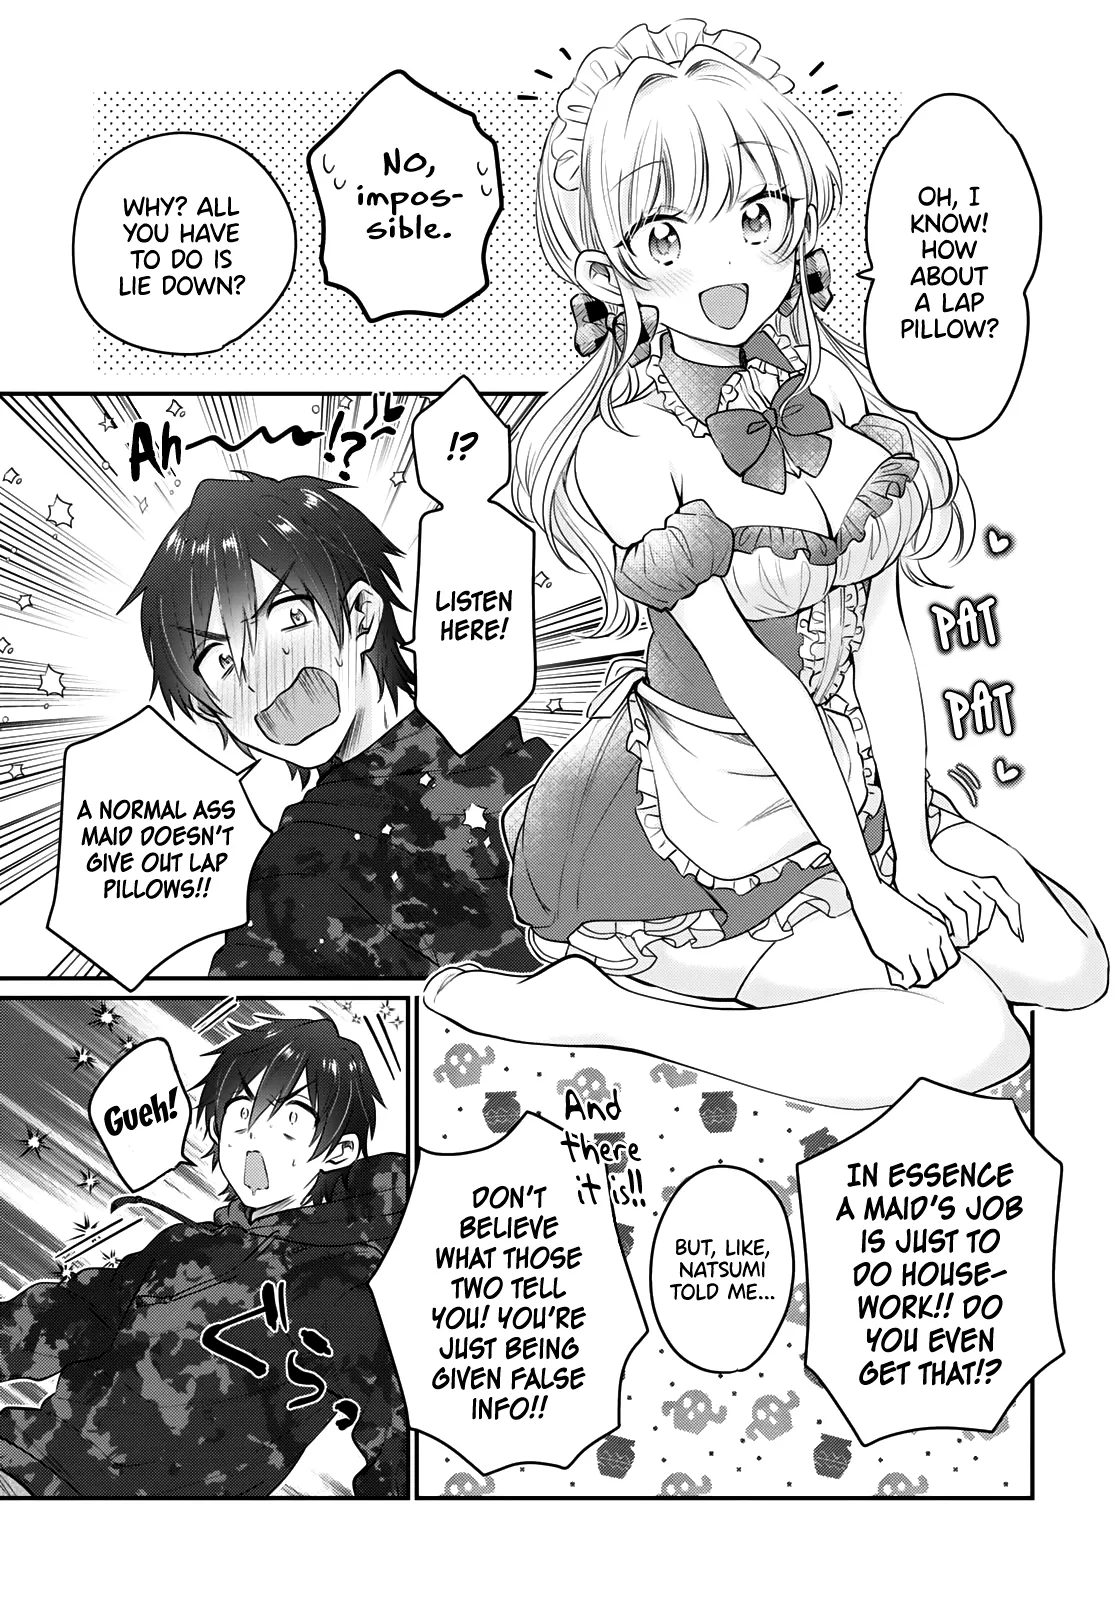 OH, I
KNOW!
HOW
ABOUT
A LAP
PILLOW?
No,
impos-
sible.
WHY? ALL
YOU HAVE
TO DO IS
LIE DOWN?
PAT
PAT
!?
LISTEN
HERE!
Ah~!?
A NORMAL ASS
MAID DOESN'T
GIVE OUT LAP
PILLOWS!!
IN ESSENCE
A MAID'S JOB
IS JUST TO
DO HOUSE-
WORK!! DO
YOU EVEN
GET THAT!?
BUT, LIKE,
NATSUMI
TOLD ME...
And
there
it is!!
DON'T
BELIEVE
WHAT THOSE
TWO TELL
YOU! YOU'RE
JUST BEING
GIVEN FALSE
INFO!!
Gueh!
ぐらっ